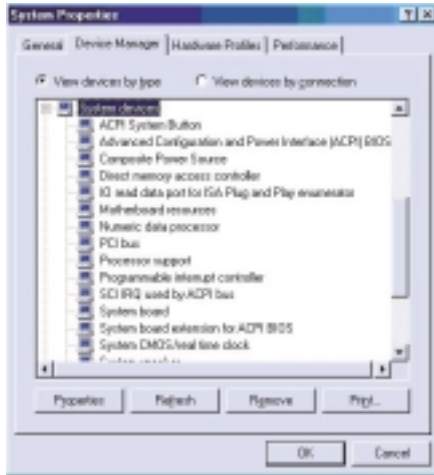 System Properties
General Device Manager Hardware Profiles Performance
View devices by type View devices by connection
System devices
ACPI System Button
Advanced Configuration and Power Interface (ACPI) BIOS
Composite Power Source
Direct memory access controller
IO read data port for ISA Plug and Play enumerator
Motherboard resources
Numeric data processor
PCI bus
Processor support
Programmable interrupt controller
SCI IRQ used by ACPI bus
System board
System board extension for ACPI BIOS
System CMOS/real time clock
System speaker
Properties Refresh Remove Print...
OK Cancel